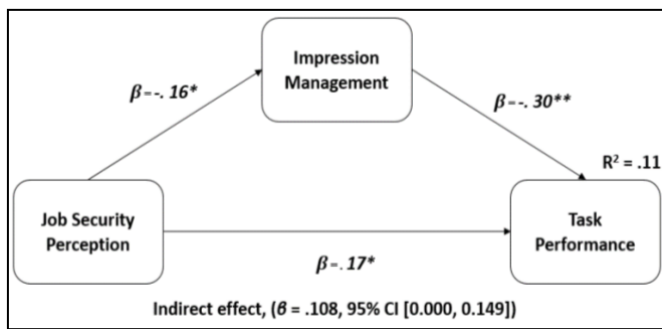 Impression
Management
β=-. 16*
β=-. 30**
R² = .11
Job Security
Perception
Task
Performance
β=. 17*
Indirect effect, (β = .108, 95% CI [0.000, 0.149])